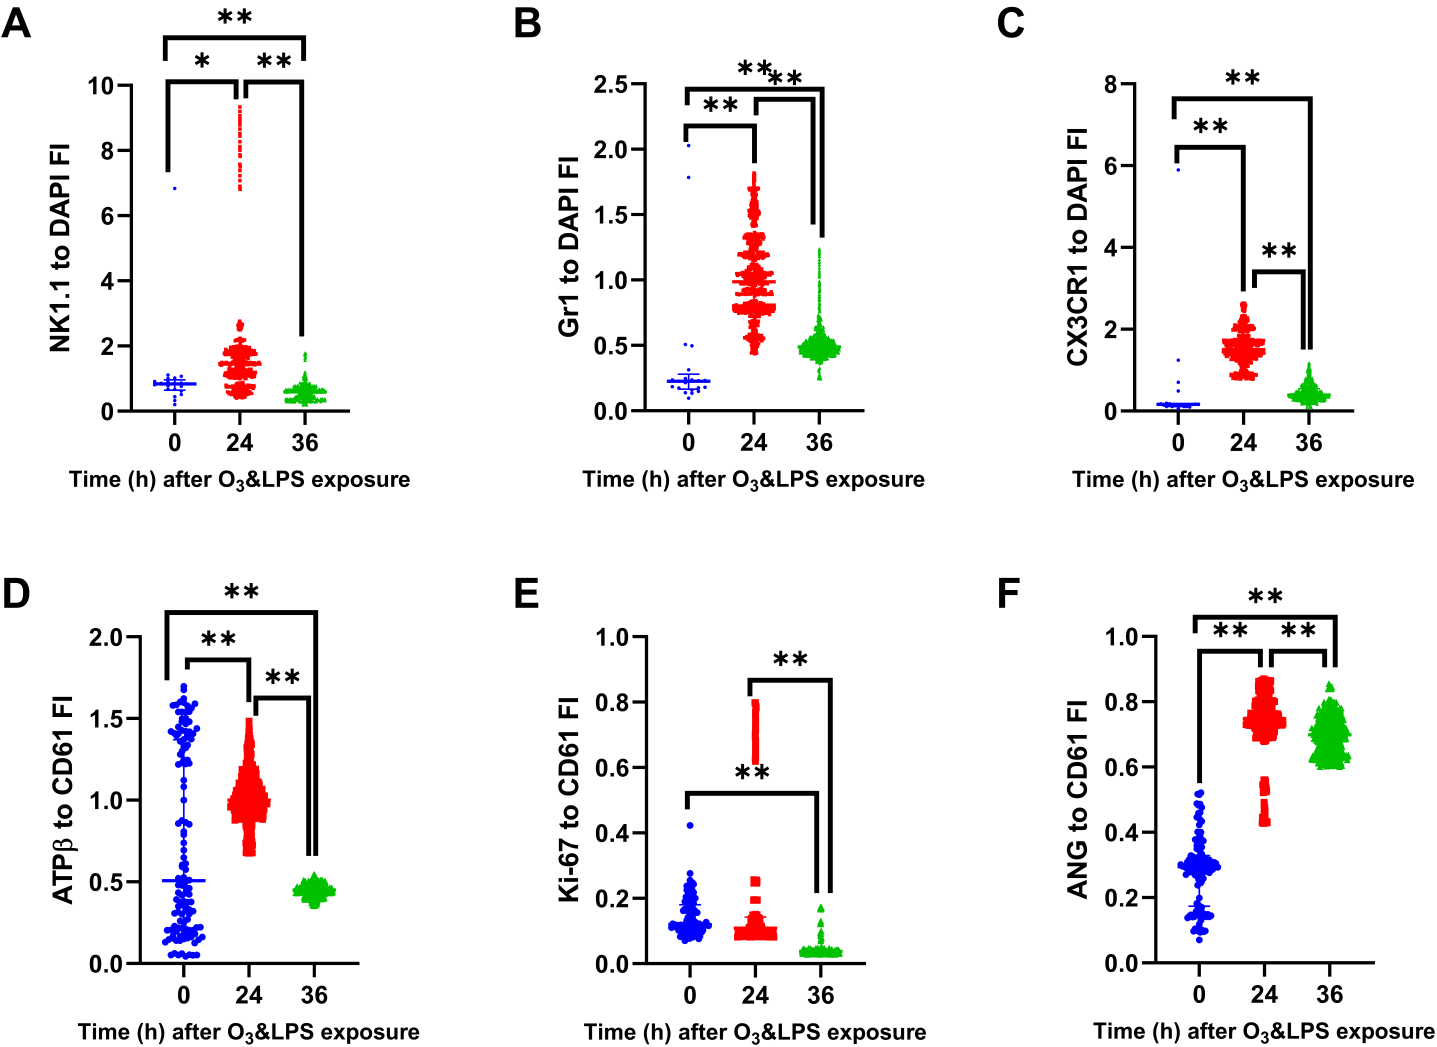 A
**
*
**
NK1.1 to DAPI FI
10
8
6
4
2
0
0 24 36
Time (h) after O₃&LPS exposure
B
**
**
**
Gr1 to DAPI FI
2.5
2.0
1.5
1.0
0.5
0.0
0 24 36
Time (h) after O₃&LPS exposure
C
**
**
**
CX3CR1 to DAPI FI
8
6
4
2
0
0 24 36
Time (h) after O₃&LPS exposure
D
**
**
**
ATPβ to CD61 FI
2.0
1.5
1.0
0.5
0.0
0 24 36
Time (h) after O₃&LPS exposure
E
**
**
Ki-67 to CD61 FI
1.0
0.8
0.6
0.4
0.2
0.0
0 24 36
Time (h) after O₃&LPS exposure
F
**
**
**
ANG to CD61 FI
1.0
0.8
0.6
0.4
0.2
0.0
0 24 36
Time (h) after O₃&LPS exposure